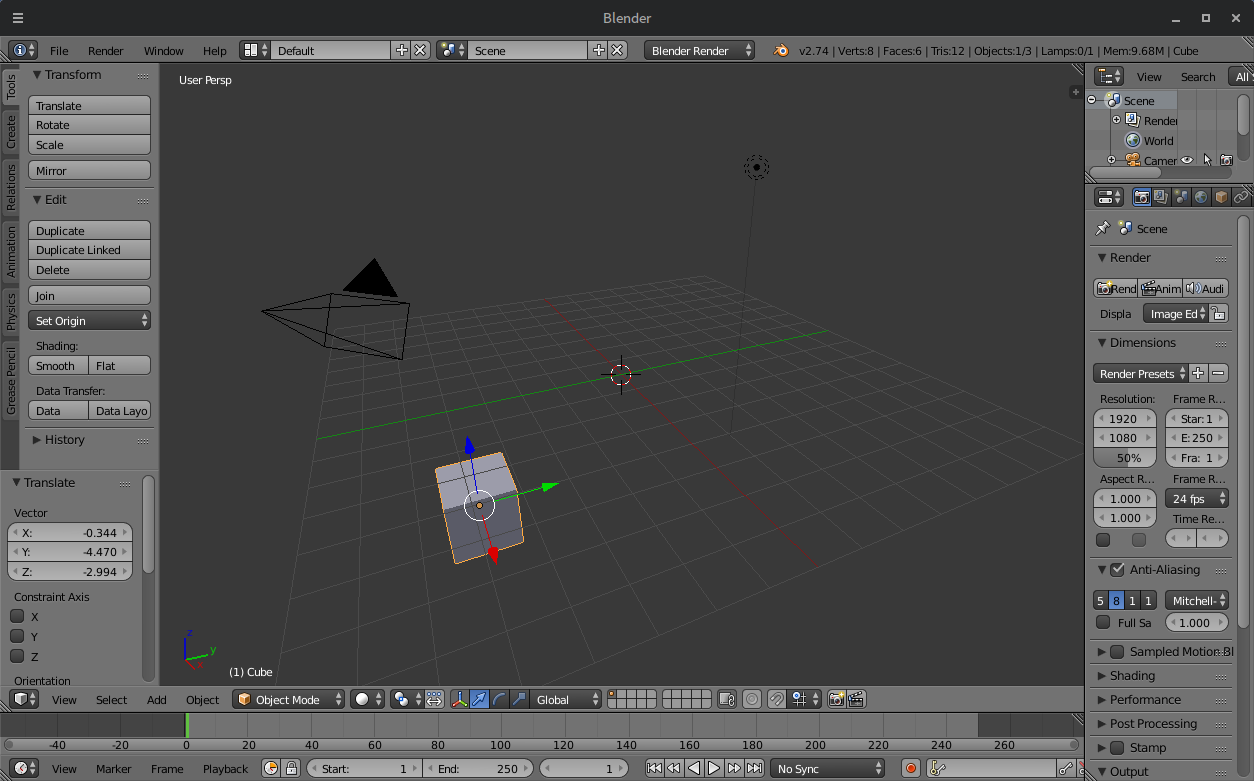 Blender
File Render Window Help Default Scene Blender Render v2.74 | Verts:8 | Faces:6 | Tris:12 | Objects:1/3 | Lamps:0/1 | Mem:9.68M | Cube
Tools
Create
Relations
Animation
Physics
Grease Pencil
Transform
Translate
Rotate
Scale
Mirror
Edit
Duplicate
Duplicate Linked
Delete
Join
Set Origin
Shading:
Smooth Flat
Data Transfer:
Data Data Layo
History
Translate
Vector
X: -0.344
Y: -4.470
Z: -2.994
Constraint Axis
X
Y
Z
Orientation
User Persp
z
y
x
(1) Cube
View Select Add Object Object Mode Global
-40 -20 0 20 40 60 80 100 120 140 160 180 200 220 240 260
View Marker Frame Playback Start: 1 End: 250 1 No Sync
View Search All
Scene
Render
World
Camer
Scene
Render
Rend Anim Audi
Displa Image Ed
Dimensions
Render Presets
Resolution: Frame R...
1920 Star: 1
1080 E: 250
50% Fra: 1
Aspect R... Frame R...
1.000 24 fps
1.000 Time Re...
Anti-Aliasing
5 8 1 1 Mitchell-
Full Sa 1.000
Sampled Motion Bl
Shading
Performance
Post Processing
Stamp
Output